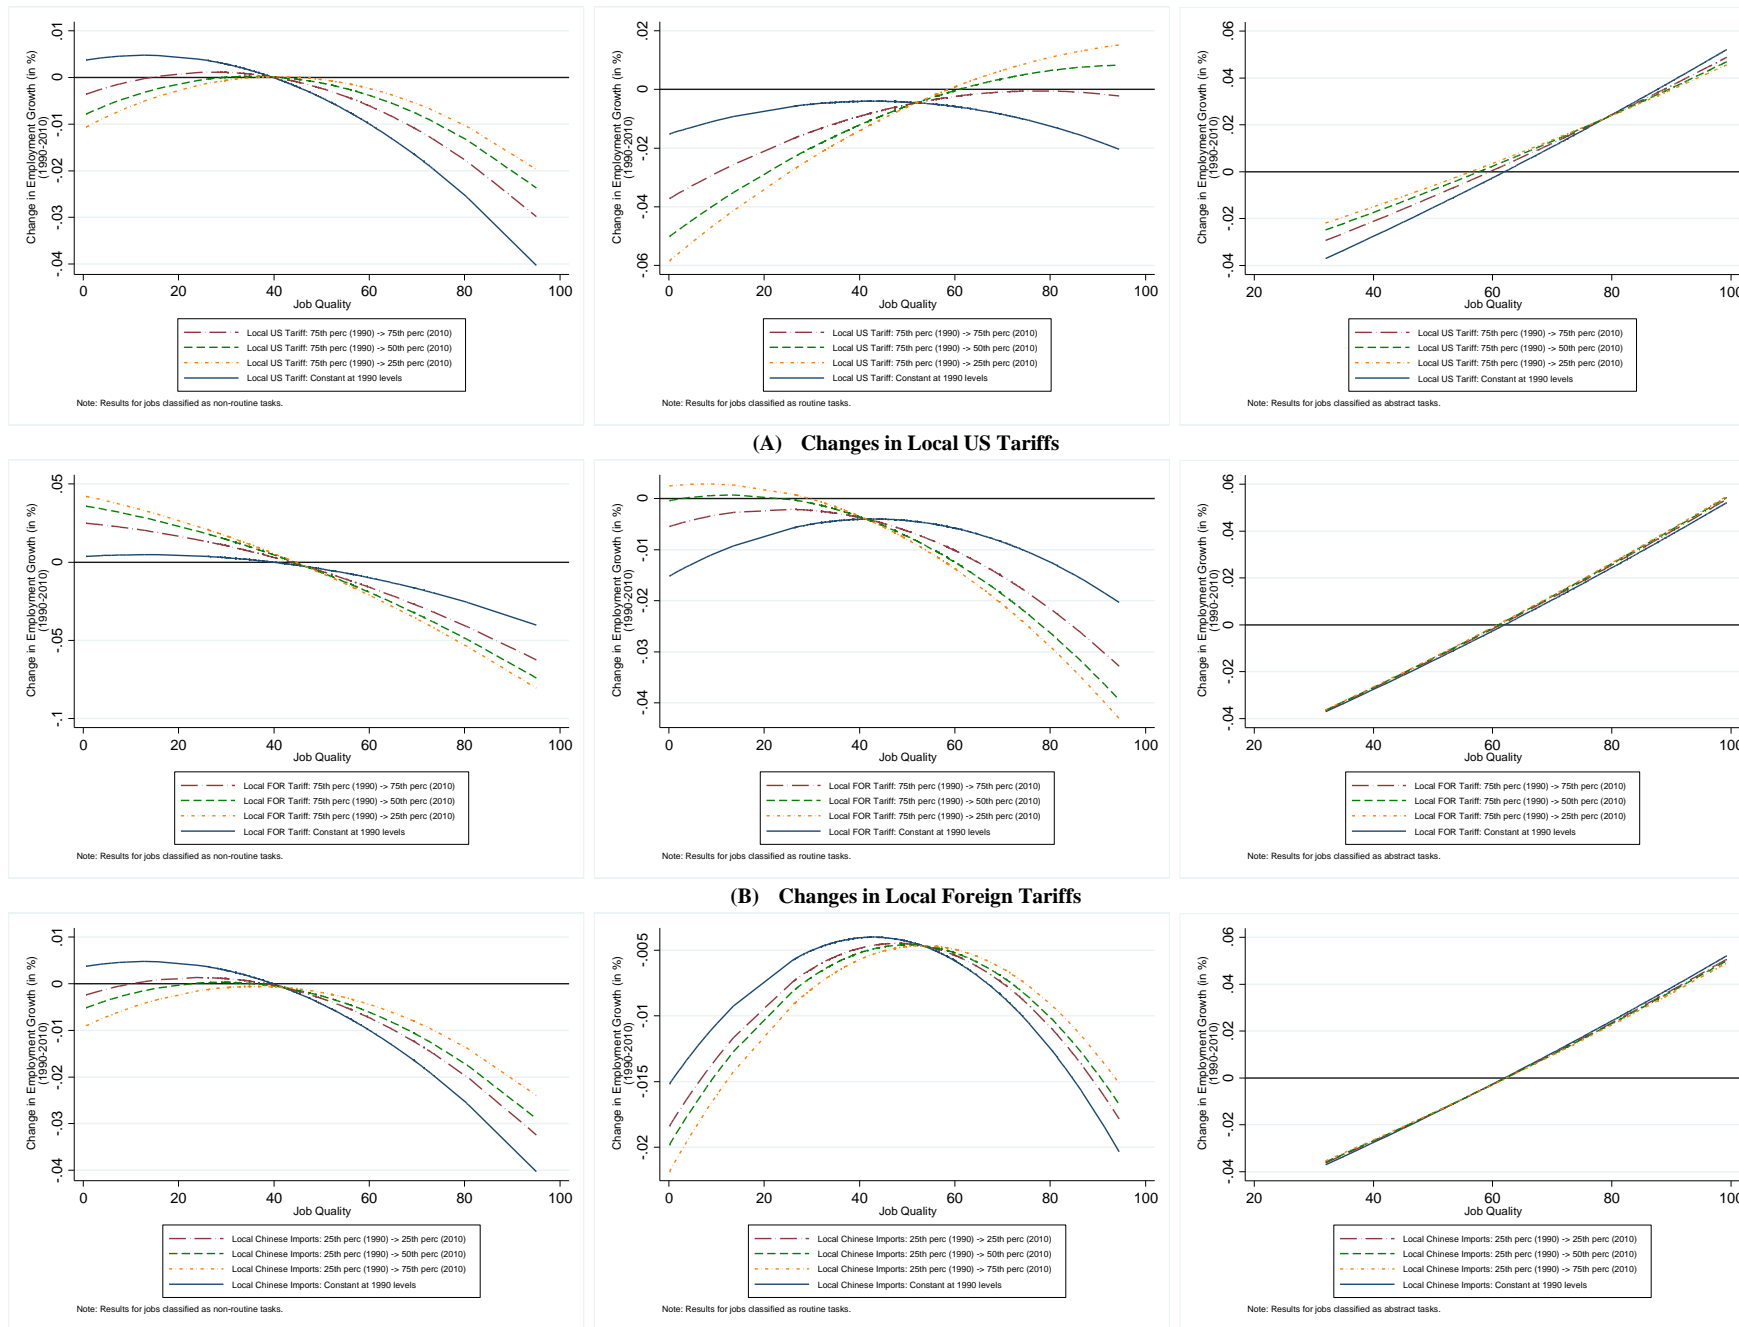 Change in Employment Growth (in %)
(1990-2010)
.01
0
-.01
-.02
-.03
-.04
0 20 40 60 80 100
Job Quality
Local US Tariff: 75th perc (1990) -> 75th perc (2010)
Local US Tariff: 75th perc (1990) -> 50th perc (2010)
Local US Tariff: 75th perc (1990) -> 25th perc (2010)
Local US Tariff: Constant at 1990 levels
Note: Results for jobs classified as non-routine tasks.
Change in Employment Growth (in %)
(1990-2010)
.02
0
-.02
-.04
-.06
0 20 40 60 80 100
Job Quality
Local US Tariff: 75th perc (1990) -> 75th perc (2010)
Local US Tariff: 75th perc (1990) -> 50th perc (2010)
Local US Tariff: 75th perc (1990) -> 25th perc (2010)
Local US Tariff: Constant at 1990 levels
Note: Results for jobs classified as routine tasks.
Change in Employment Growth (in %)
(1990-2010)
.06
.04
.02
0
-.02
-.04
20 40 60 80 100
Job Quality
Local US Tariff: 75th perc (1990) -> 75th perc (2010)
Local US Tariff: 75th perc (1990) -> 50th perc (2010)
Local US Tariff: 75th perc (1990) -> 25th perc (2010)
Local US Tariff: Constant at 1990 levels
Note: Results for jobs classified as abstract tasks.
(A) Changes in Local US Tariffs
Change in Employment Growth (in %)
(1990-2010)
.05
0
-.05
-.1
0 20 40 60 80 100
Job Quality
Local FOR Tariff: 75th perc (1990) -> 75th perc (2010)
Local FOR Tariff: 75th perc (1990) -> 50th perc (2010)
Local FOR Tariff: 75th perc (1990) -> 25th perc (2010)
Local FOR Tariff: Constant at 1990 levels
Note: Results for jobs classified as non-routine tasks.
Change in Employment Growth (in %)
(1990-2010)
0
-.01
-.02
-.03
-.04
0 20 40 60 80 100
Job Quality
Local FOR Tariff: 75th perc (1990) -> 75th perc (2010)
Local FOR Tariff: 75th perc (1990) -> 50th perc (2010)
Local FOR Tariff: 75th perc (1990) -> 25th perc (2010)
Local FOR Tariff: Constant at 1990 levels
Note: Results for jobs classified as routine tasks.
Change in Employment Growth (in %)
(1990-2010)
.06
.04
.02
0
-.02
-.04
20 40 60 80 100
Job Quality
Local FOR Tariff: 75th perc (1990) -> 75th perc (2010)
Local FOR Tariff: 75th perc (1990) -> 50th perc (2010)
Local FOR Tariff: 75th perc (1990) -> 25th perc (2010)
Local FOR Tariff: Constant at 1990 levels
Note: Results for jobs classified as abstract tasks.
(B) Changes in Local Foreign Tariffs
Change in Employment Growth (in %)
(1990-2010)
.01
0
-.01
-.02
-.03
-.04
0 20 40 60 80 100
Job Quality
Local Chinese Imports: 25th perc (1990) -> 25th perc (2010)
Local Chinese Imports: 25th perc (1990) -> 50th perc (2010)
Local Chinese Imports: 25th perc (1990) -> 75th perc (2010)
Local Chinese Imports: Constant at 1990 levels
Note: Results for jobs classified as non-routine tasks.
Change in Employment Growth (in %)
(1990-2010)
-.005
-.01
-.015
-.02
0 20 40 60 80 100
Job Quality
Local Chinese Imports: 25th perc (1990) -> 25th perc (2010)
Local Chinese Imports: 25th perc (1990) -> 50th perc (2010)
Local Chinese Imports: 25th perc (1990) -> 75th perc (2010)
Local Chinese Imports: Constant at 1990 levels
Note: Results for jobs classified as routine tasks.
Change in Employment Growth (in %)
(1990-2010)
.06
.04
.02
0
-.02
-.04
20 40 60 80 100
Job Quality
Local Chinese Imports: 25th perc (1990) -> 25th perc (2010)
Local Chinese Imports: 25th perc (1990) -> 50th perc (2010)
Local Chinese Imports: 25th perc (1990) -> 75th perc (2010)
Local Chinese Imports: Constant at 1990 levels
Note: Results for jobs classified as abstract tasks.